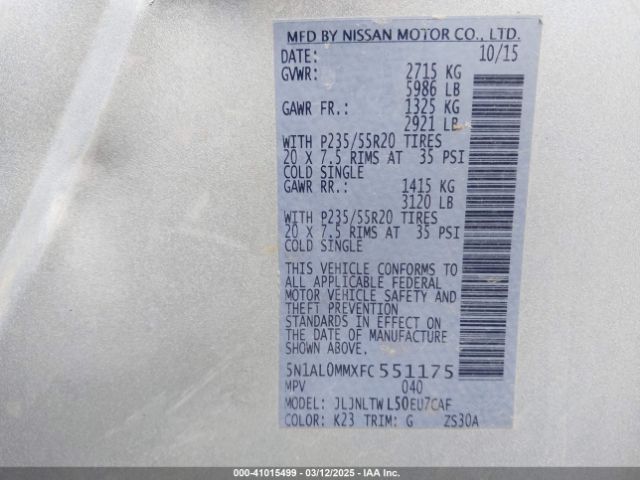 MFD BY NISSAN MOTOR CO., LTD.
DATE: 10/15
GVWR: 2715 KG
5986 LB
GAWR FR.: 1325 KG
2921 LB
WITH P235/55R20 TIRES
20 X 7.5 RIMS AT 35 PSI
COLD SINGLE
GAWR RR.: 1415 KG
3120 LB
WITH P235/55R20 TIRES
20 X 7.5 RIMS AT 35 PSI
COLD SINGLE
THIS VEHICLE CONFORMS TO
ALL APPLICABLE FEDERAL
MOTOR VEHICLE SAFETY AND
THEFT PREVENTION
STANDARDS IN EFFECT ON
THE DATE OF MANUFACTURE
SHOWN ABOVE.
5N1AL0MMXFC551175
MPV 040
MODEL: JLJNLTWL50EU7CAF
COLOR: K23 TRIM: G ZS30A
000-41015499 - 03/12/2025 - IAA Inc.